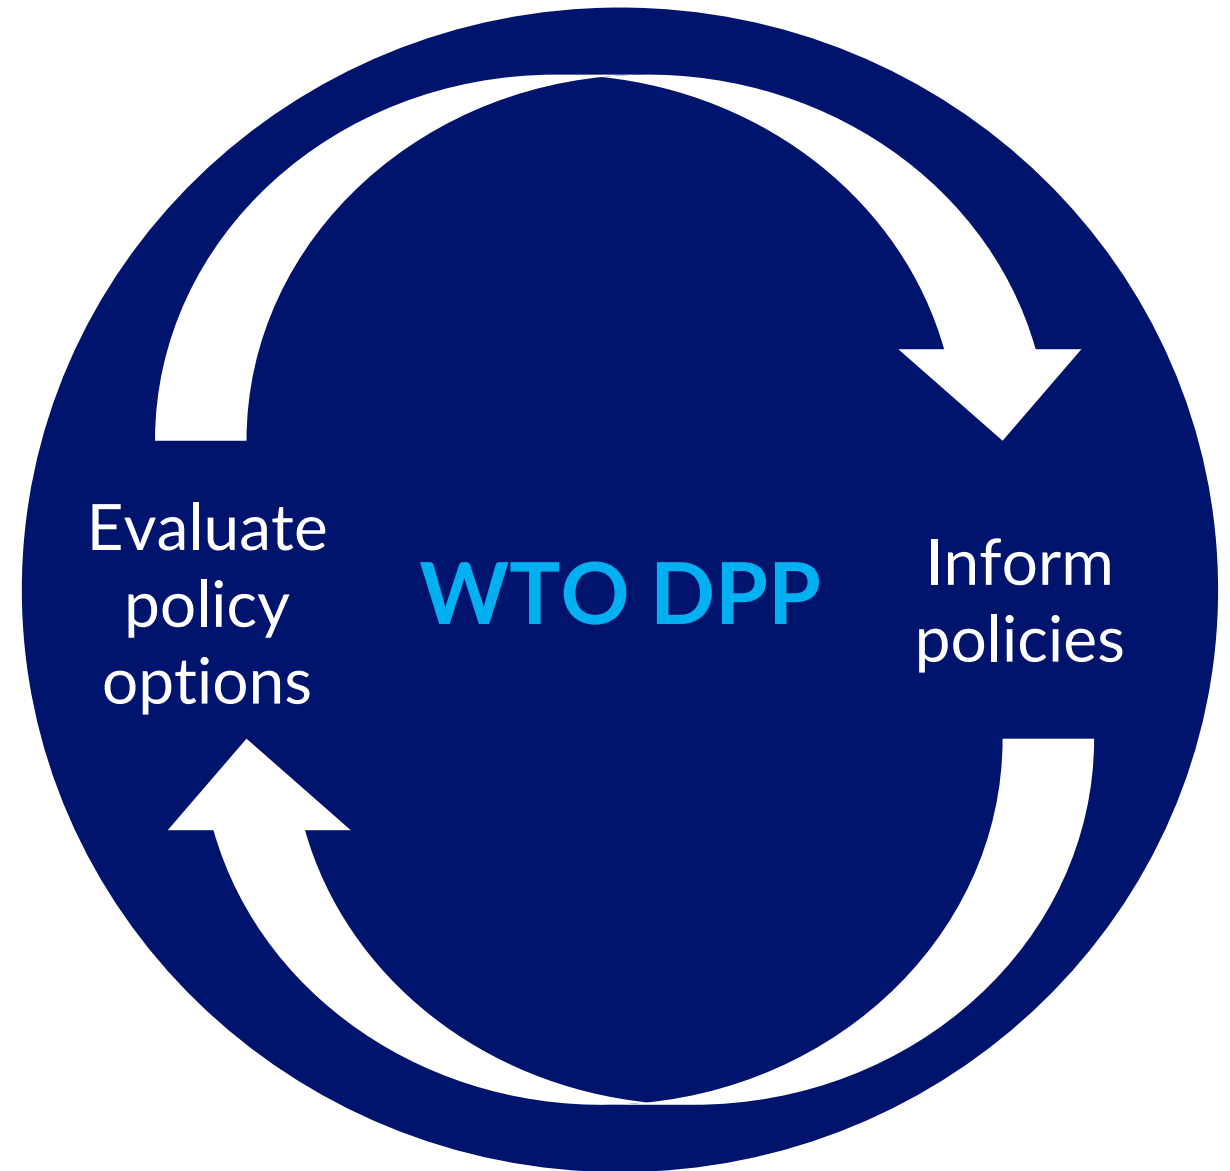 Evaluate
policy
options
WTO DPP
Inform
policies